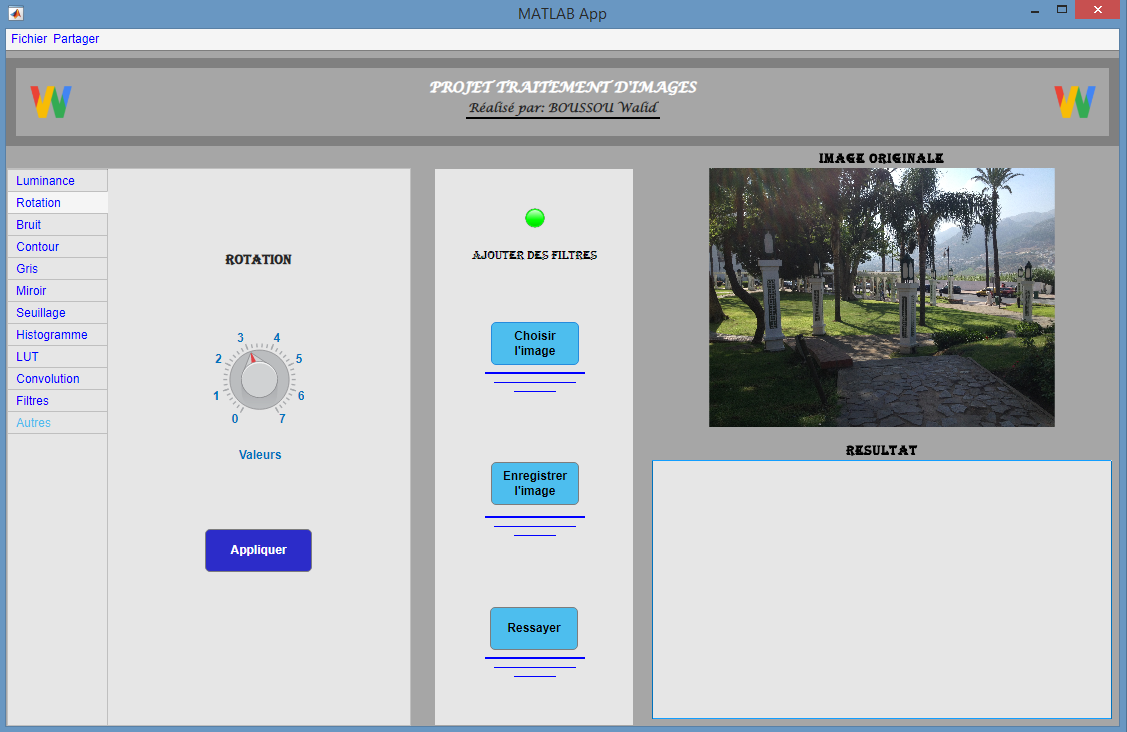 MATLAB App
Fichier Partager
PROJET TRAITEMENT D'IMAGES
Réalisé par: BOUSSOU Walid
Luminance
Rotation
Bruit
Contour
Gris
Miroir
Seuillage
Histogramme
LUT
Convolution
Filtres
Autres
ROTATION
0 1 2 3 4 5 6 7
Valeurs
Appliquer
AJOUTER DES FILTRES
Choisir
l'image
Enregistrer
l'image
Ressayer
IMAGE ORIGINALE
RESULTAT